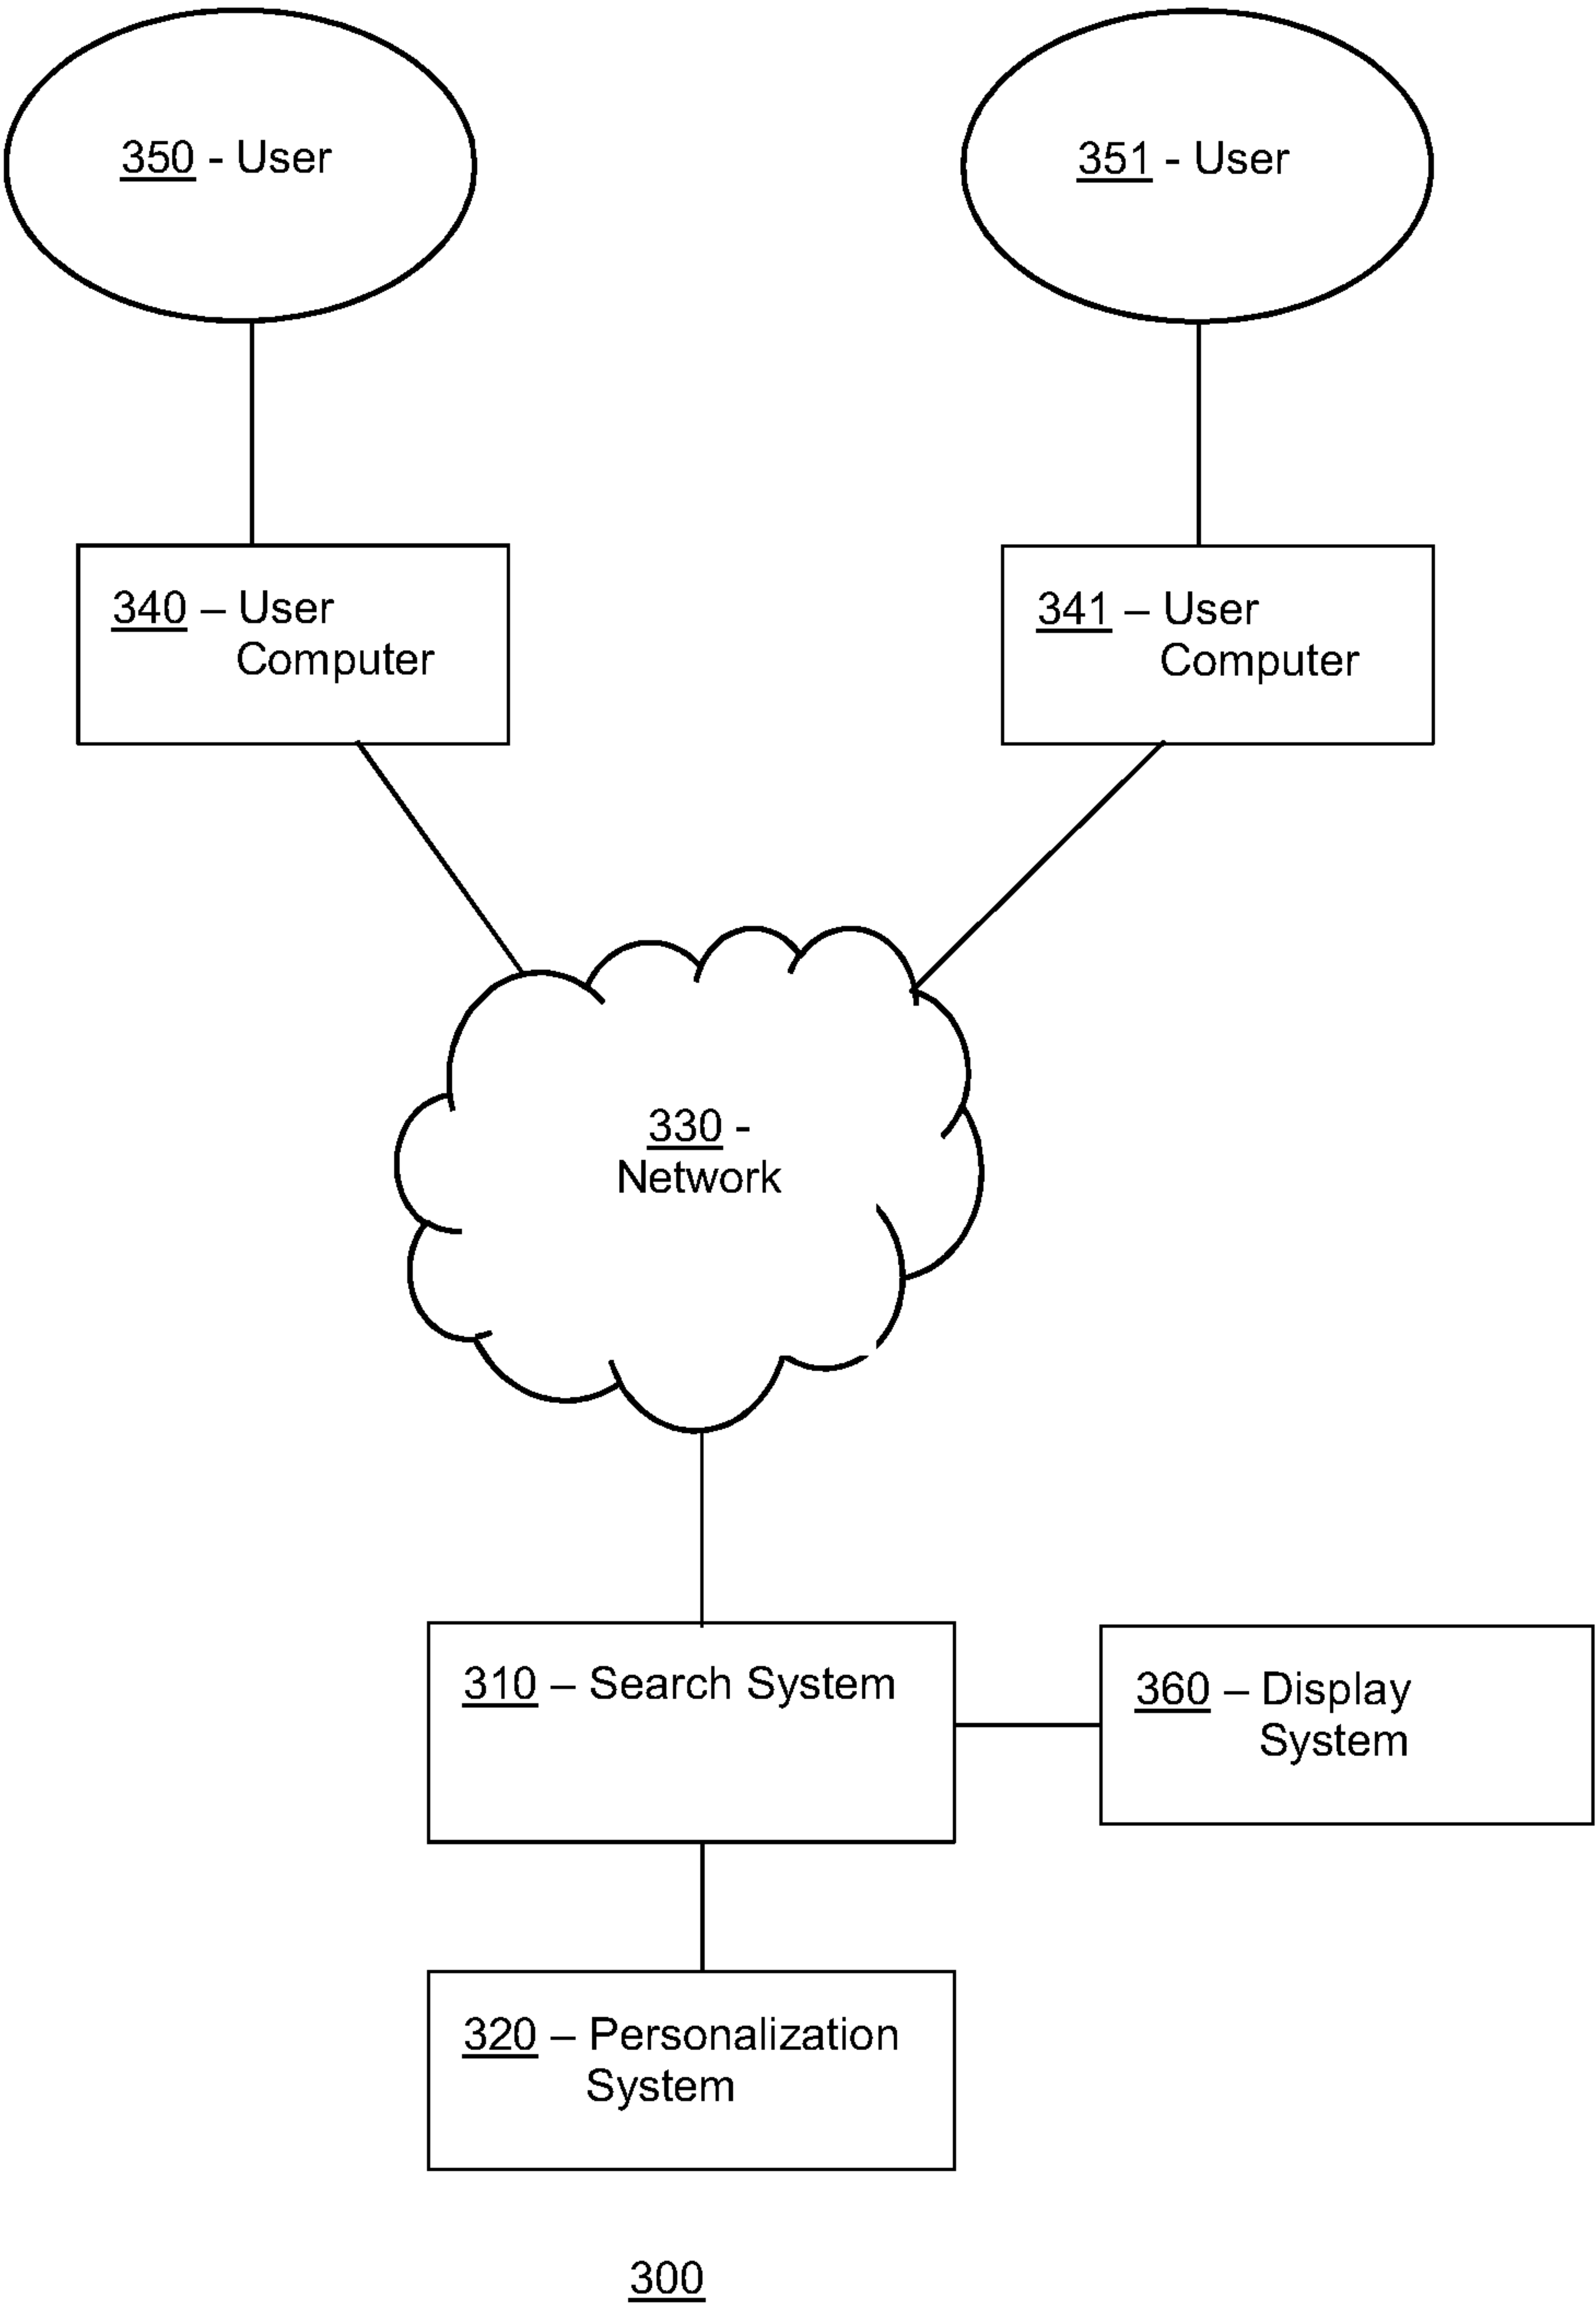 350 - User
351 - User
340 – User
Computer
341 – User
Computer
330 -
Network
310 – Search System
360 – Display
System
320 – Personalization
System
300